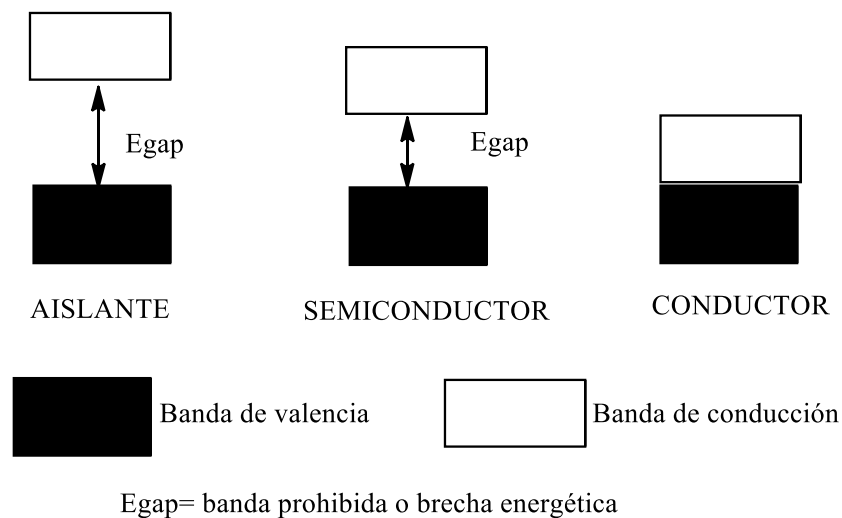 Egap
Egap
AISLANTE
SEMICONDUCTOR
CONDUCTOR
Banda de valencia
Banda de conducción
Egap= banda prohibida o brecha energética